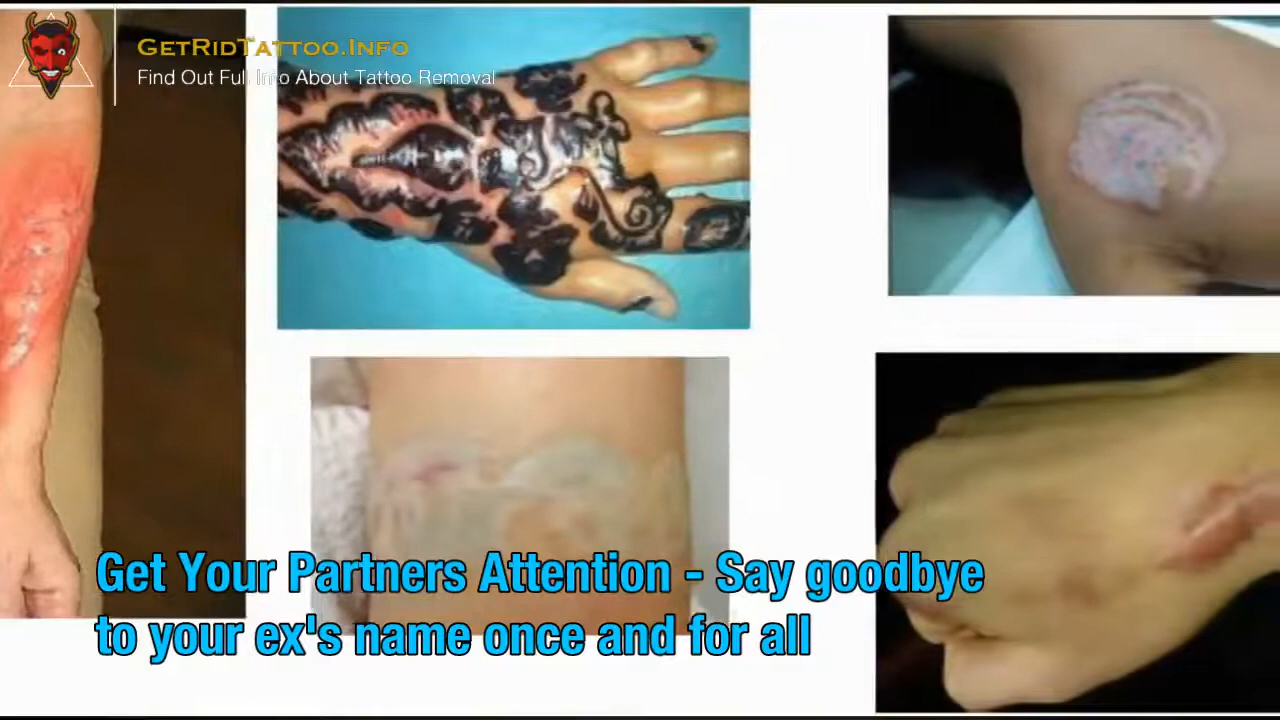 GetRidTattoo.Info
Find Out Full Info About Tattoo Removal
Get Your Partners Attention - Say goodbye
to your ex's name once and for all